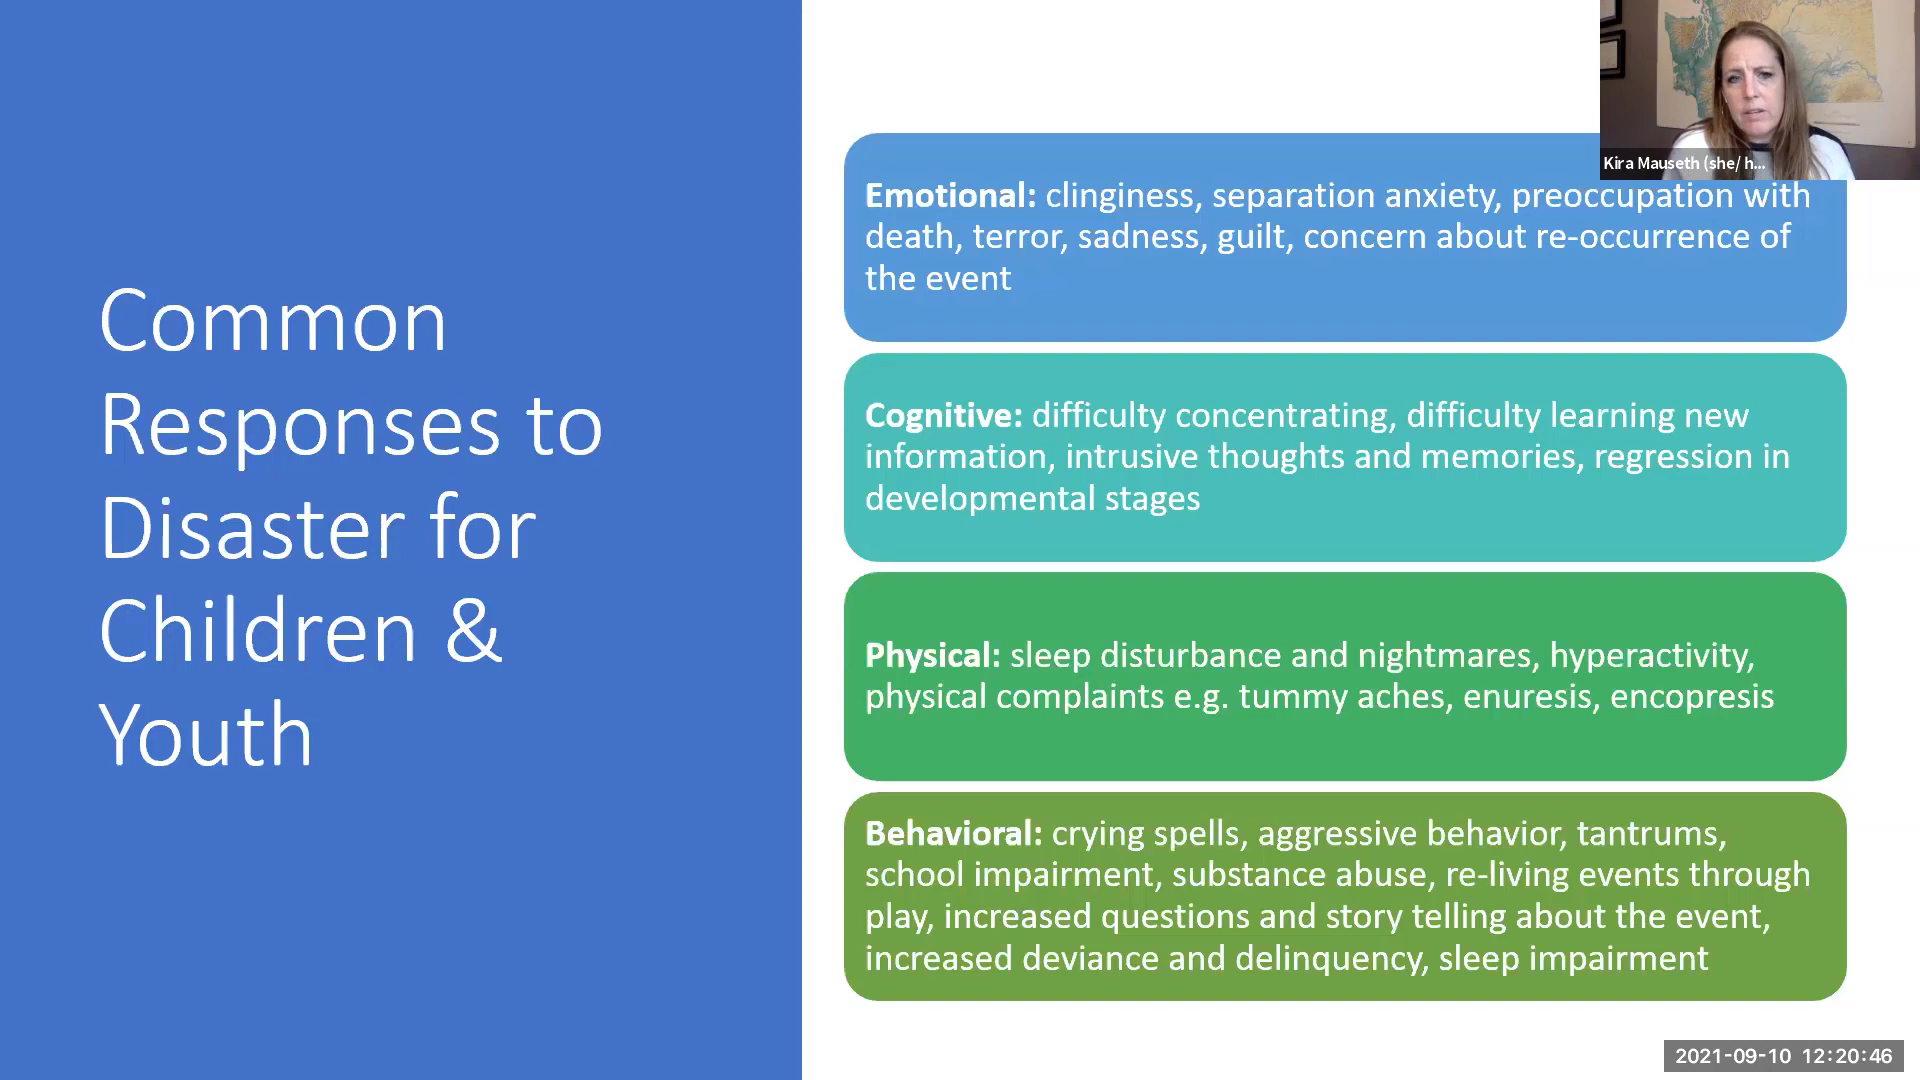 Common
Responses to
Disaster for
Children &
Youth
Kira Mauseth (she/ h...
Emotional: clinginess, separation anxiety, preoccupation with
death, terror, sadness, guilt, concern about re-occurrence of
the event
Cognitive: difficulty concentrating, difficulty learning new
information, intrusive thoughts and memories, regression in
developmental stages
Physical: sleep disturbance and nightmares, hyperactivity,
physical complaints e.g. tummy aches, enuresis, encopresis
Behavioral: crying spells, aggressive behavior, tantrums,
school impairment, substance abuse, re-living events through
play, increased questions and story telling about the event,
increased deviance and delinquency, sleep impairment
2021-09-10 12:20:46